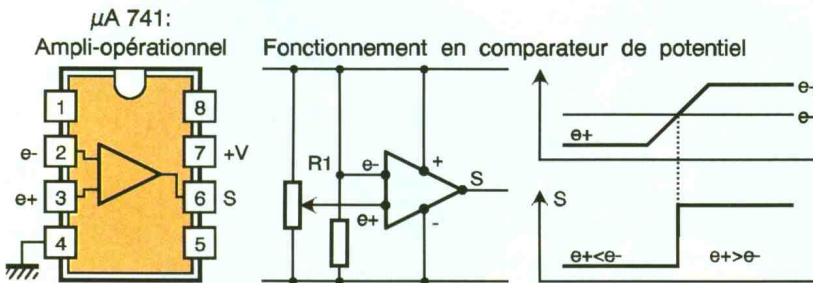 µA 741:
Ampli-opérationnel
Fonctionnement en comparateur de potentiel
1
8
e- 2
7 +V
e+ 3
6 S
4
5
R1
e-
e+
+
-
S
e+
e-
e-
S
e+<e-
e+>e-